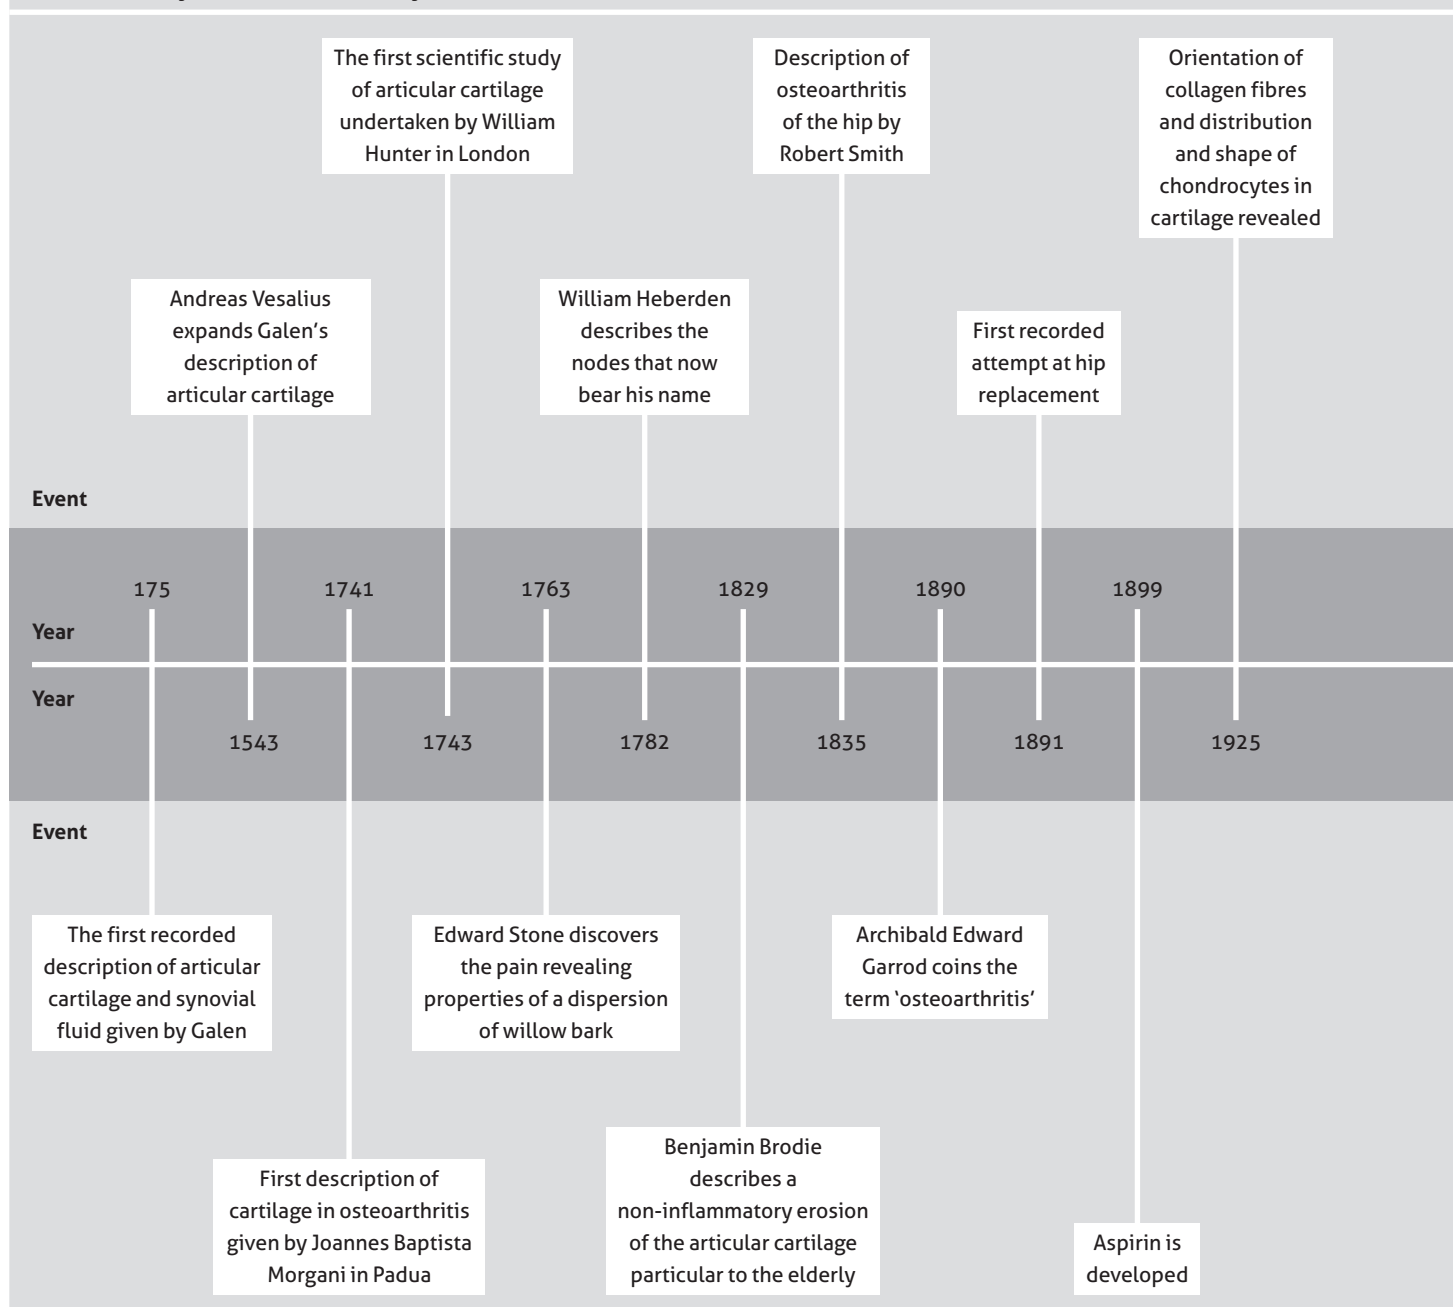 The first scientific study
of articular cartilage
undertaken by William
Hunter in London
Description of
osteoarthritis
of the hip by
Robert Smith
Orientation of
collagen fibres
and distribution
and shape of
chondrocytes in
cartilage revealed
Andreas Vesalius
expands Galen’s
description of
articular cartilage
William Heberden
describes the
nodes that now
bear his name
First recorded
attempt at hip
replacement
Event
175 1741 1763 1829 1890 1899
Year
Year
1543 1743 1782 1835 1891 1925
Event
The first recorded
description of articular
cartilage and synovial
fluid given by Galen
Edward Stone discovers
the pain revealing
properties of a dispersion
of willow bark
Archibald Edward
Garrod coins the
term ‘osteoarthritis’
First description of
cartilage in osteoarthritis
given by Joannes Baptista
Morgani in Padua
Benjamin Brodie
describes a
non-inflammatory erosion
of the articular cartilage
particular to the elderly
Aspirin is
developed